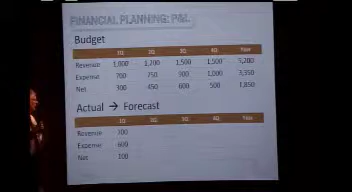 FINANCIAL PLANNING: P&L
Budget
1Q 2Q 3Q 4Q Year
Revenue 1,000 1,200 1,500 1,500 5,200
Expense 700 750 900 1,000 3,350
Net 300 450 600 500 1,850
Actual → Forecast
1Q 2Q 3Q 4Q Year
Revenue 700
Expense 600
Net 100